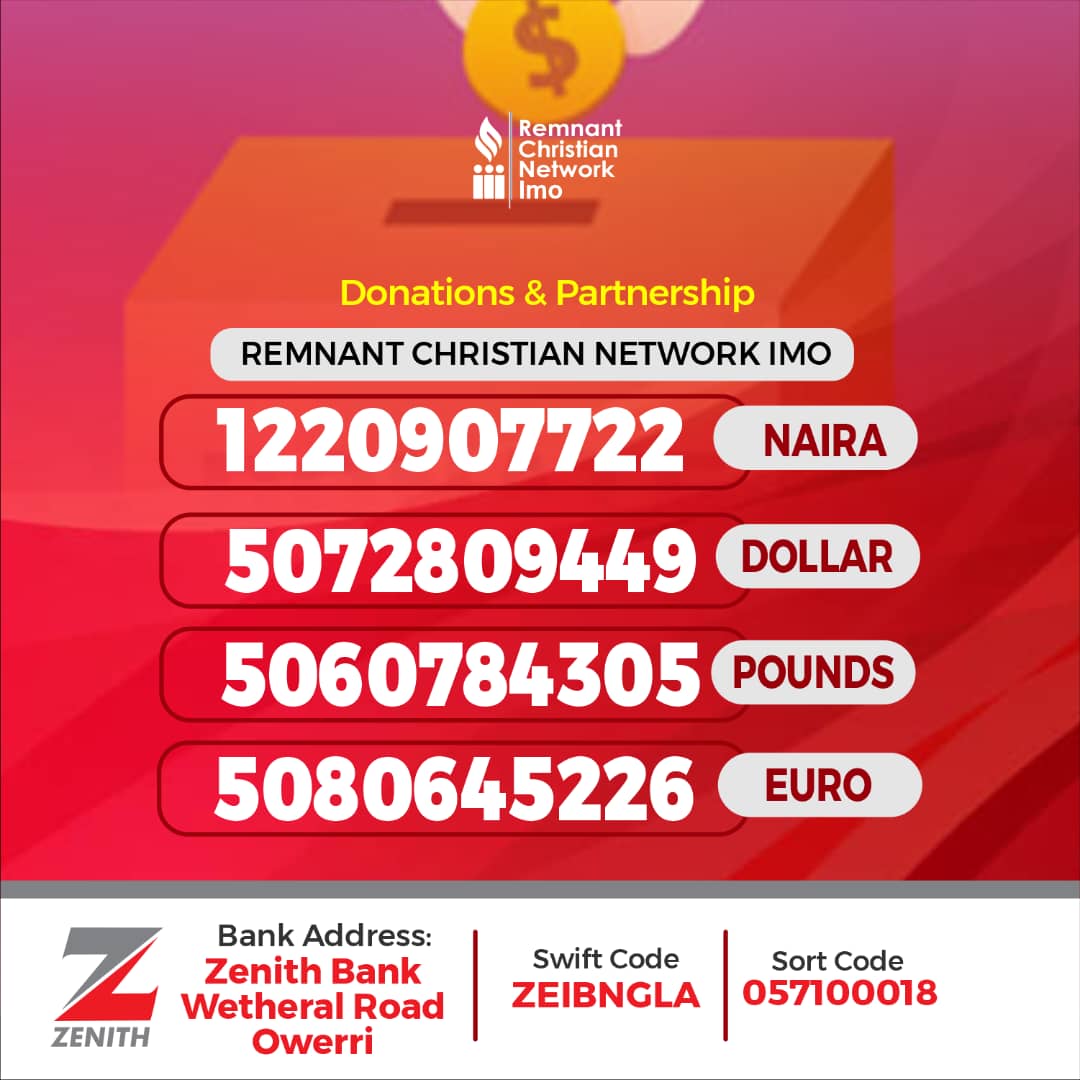 $
Remnant
Christian
Network
Imo
Donations & Partnership
REMNANT CHRISTIAN NETWORK IMO
1220907722 NAIRA
5072809449 DOLLAR
5060784305 POUNDS
5080645226 EURO
Z
ZENITH
Bank Address:
Zenith Bank
Wetheral Road
Owerri
Swift Code
ZEIBNGLA
Sort Code
057100018